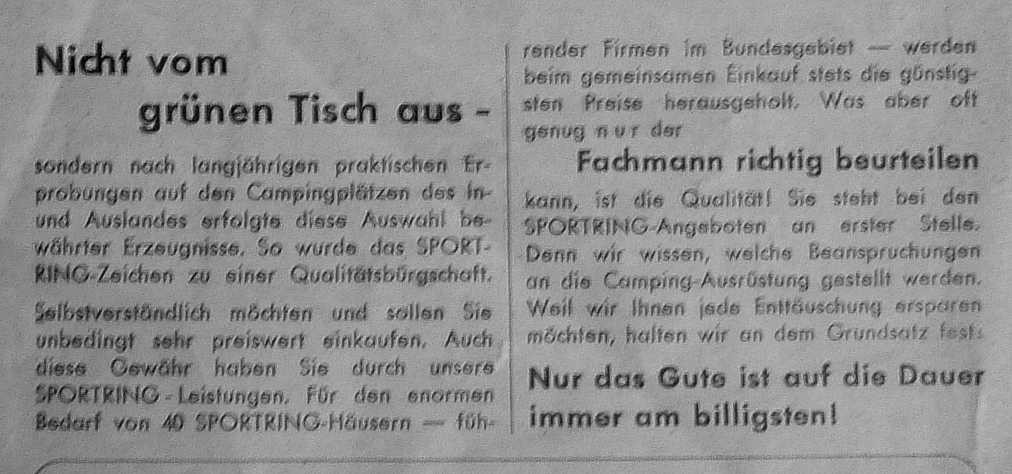 Nicht vom
grünen Tisch aus -
sondern nach langjährigen praktischen Er-
probungen auf den Campingplätzen des In-
und Auslandes erfolgte diese Auswahl be-
währter Erzeugnisse. So wurde das SPORT-
RING-Zeichen zu einer Qualitätsbürgschaft.
Selbstverständlich möchten und sollen Sie
unbedingt sehr preiswert einkaufen. Auch
diese Gewähr haben Sie durch unsere
SPORTRING-Leistungen. Für den enormen
Bedarf von 40 SPORTRING-Häusern — füh-
render Firmen im Bundesgebiet — werden
beim gemeinsamen Einkauf stets die günstig-
sten Preise herausgeholt. Was aber oft
genug nur der
Fachmann richtig beurteilen
kann, ist die Qualität! Sie steht bei den
SPORTRING-Angeboten an erster Stelle.
Denn wir wissen, welche Beanspruchungen
an die Camping-Ausrüstung gestellt werden.
Weil wir Ihnen jede Enttäuschung ersparen
möchten, halten wir an dem Grundsatz fest:
Nur das Gute ist auf die Dauer
immer am billigsten!